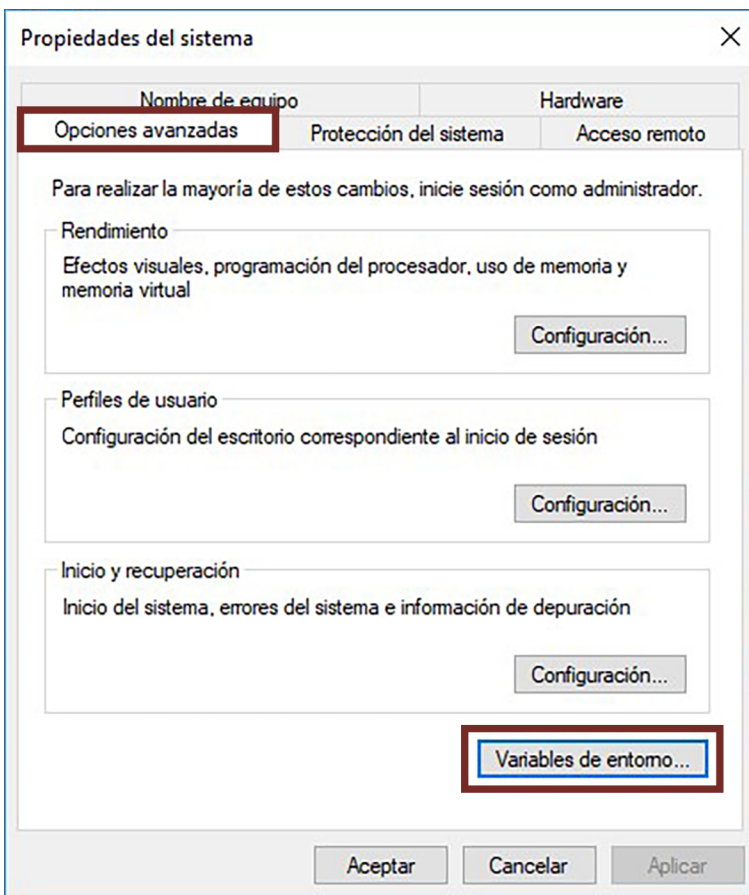 Propiedades del sistema
Nombre de equipo
Hardware
Opciones avanzadas
Protección del sistema
Acceso remoto
Para realizar la mayoría de estos cambios, inicie sesión como administrador.
Rendimiento
Efectos visuales, programación del procesador, uso de memoria y
memoria virtual
Configuración...
Perfiles de usuario
Configuración del escritorio correspondiente al inicio de sesión
Configuración...
Inicio y recuperación
Inicio del sistema, errores del sistema e información de depuración
Configuración...
Variables de entorno...
Aceptar
Cancelar
Aplicar